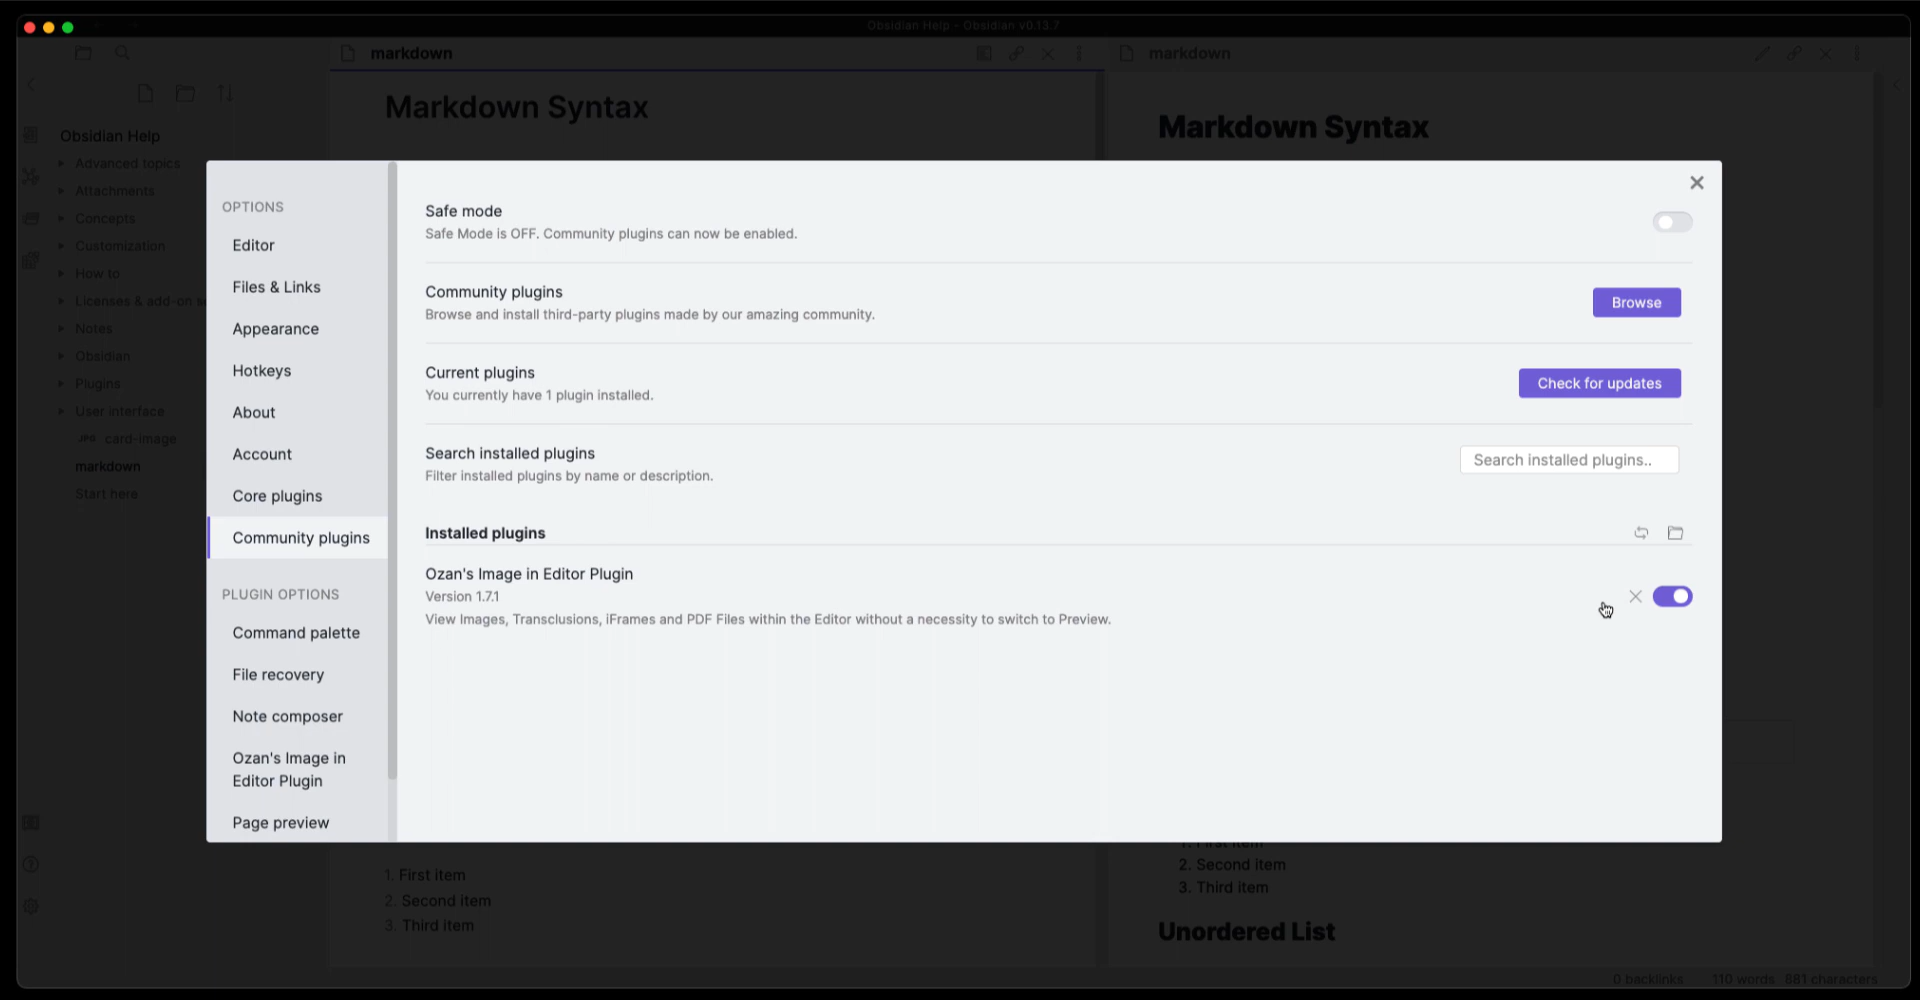 Obsidian Help - Obsidian v0.13.7
markdown
markdown
Markdown Syntax
Markdown Syntax
Obsidian Help
Advanced topics
Attachments
Concepts
Customization
How to
Licenses & add-on
Notes
Obsidian
Plugins
User interface
JPG card-image
markdown
Start here
OPTIONS
Editor
Files & Links
Appearance
Hotkeys
About
Account
Core plugins
Community plugins
PLUGIN OPTIONS
Command palette
File recovery
Note composer
Ozan's Image in
Editor Plugin
Page preview
Safe mode
Safe Mode is OFF. Community plugins can now be enabled.
Community plugins
Browse and install third-party plugins made by our amazing community.
Browse
Current plugins
You currently have 1 plugin installed.
Check for updates
Search installed plugins
Filter installed plugins by name or description.
Search installed plugins..
Installed plugins
Ozan's Image in Editor Plugin
Version 1.7.1
View Images, Transclusions, iFrames and PDF Files within the Editor without a necessity to switch to Preview.
1. First item
2. Second item
3. Third item
1. First item
2. Second item
3. Third item
Unordered List
0 backlinks 110 words 881 characters